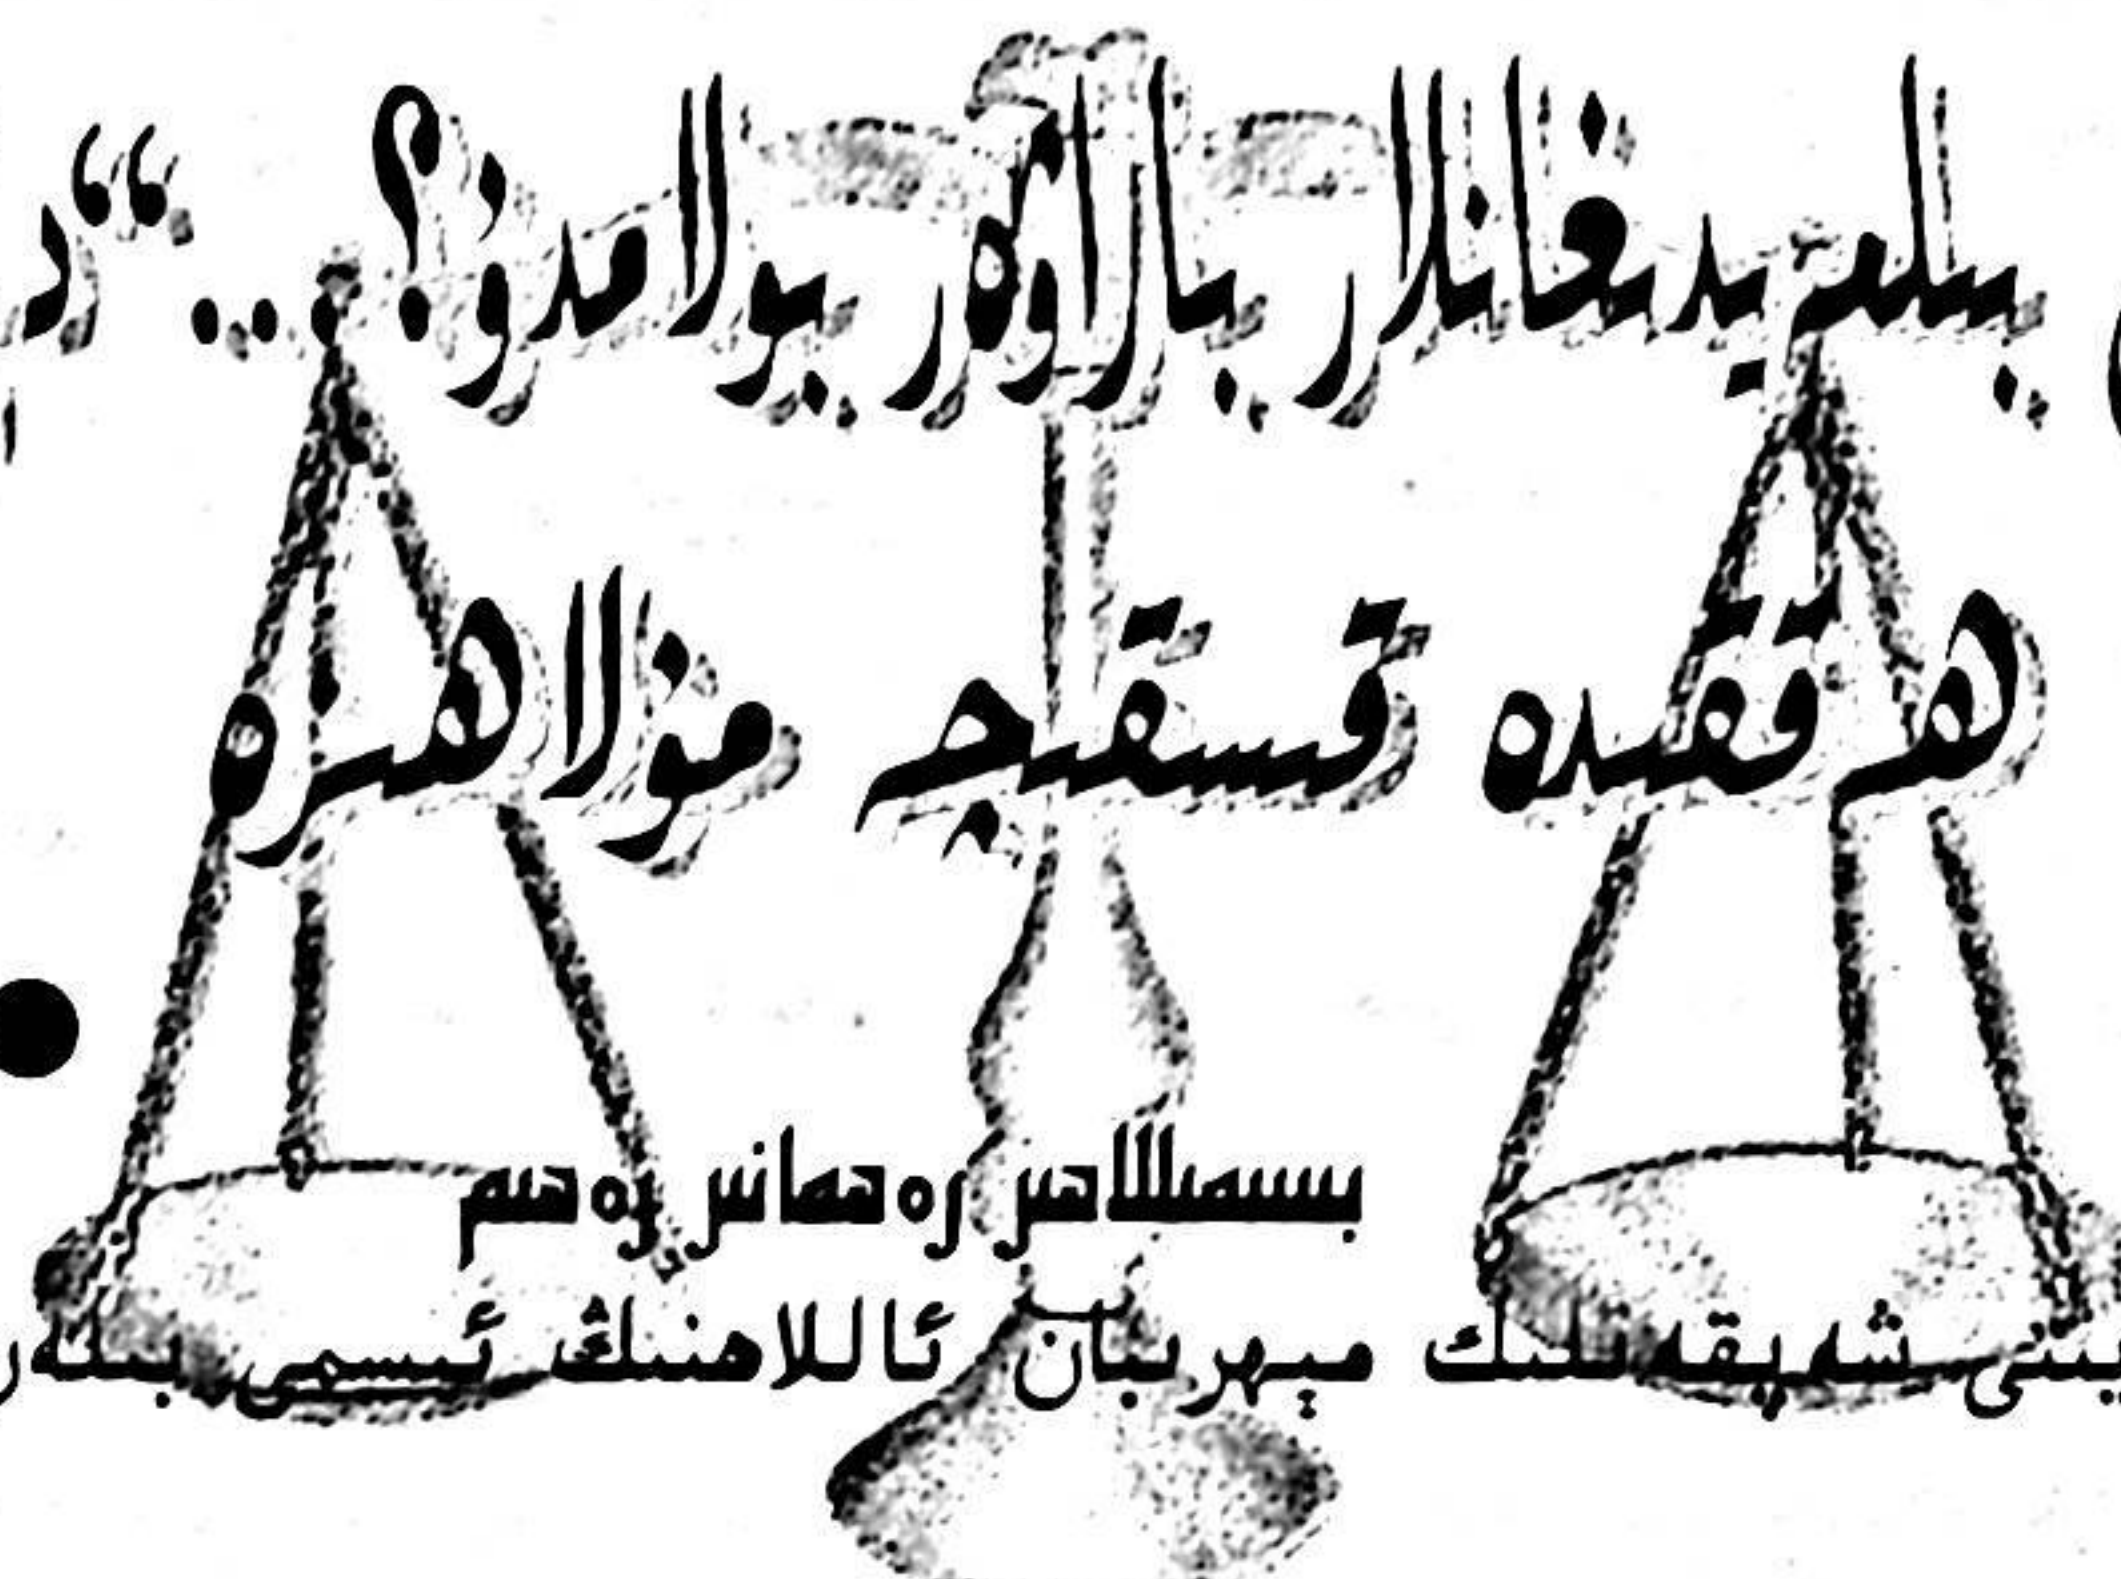 بىلمەيدىغانلار باراۋەر بولامدۇ؟..“ د
ھەققىدە قىسقىچە مۇلاھىزە
بىسمىللاھىر رەھمانىر رەھىم
شەپقەتلىك مېھرىبان ئاللاھنىڭ ئىسمى بىلەن